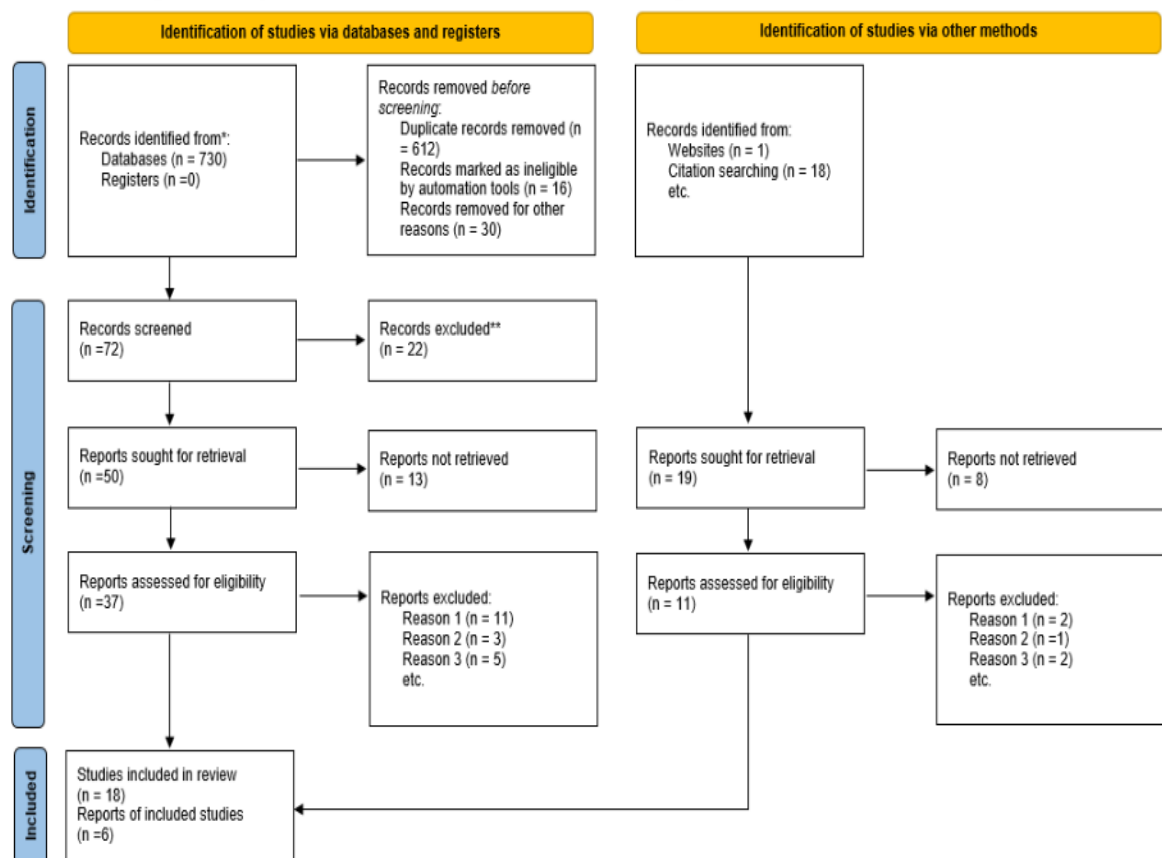 Identification of studies via databases and registers
Identification of studies via other methods
Identification
Records identified from*:
Databases (n = 730)
Registers (n =0)
Records removed before
screening:
Duplicate records removed (n
= 612)
Records marked as ineligible
by automation tools (n = 16)
Records removed for other
reasons (n = 30)
Records identified from:
Websites (n = 1)
Citation searching (n = 18)
etc.
Screening
Records screened
(n =72)
Records excluded**
(n = 22)
Reports sought for retrieval
(n =50)
Reports not retrieved
(n = 13)
Reports sought for retrieval
(n = 19)
Reports not retrieved
(n = 8)
Reports assessed for eligibility
(n =37)
Reports excluded:
Reason 1 (n = 11)
Reason 2 (n = 3)
Reason 3 (n = 5)
etc.
Reports assessed for eligibility
(n = 11)
Reports excluded:
Reason 1 (n = 2)
Reason 2 (n =1)
Reason 3 (n = 2)
etc.
Included
Studies included in review
(n = 18)
Reports of included studies
(n =6)